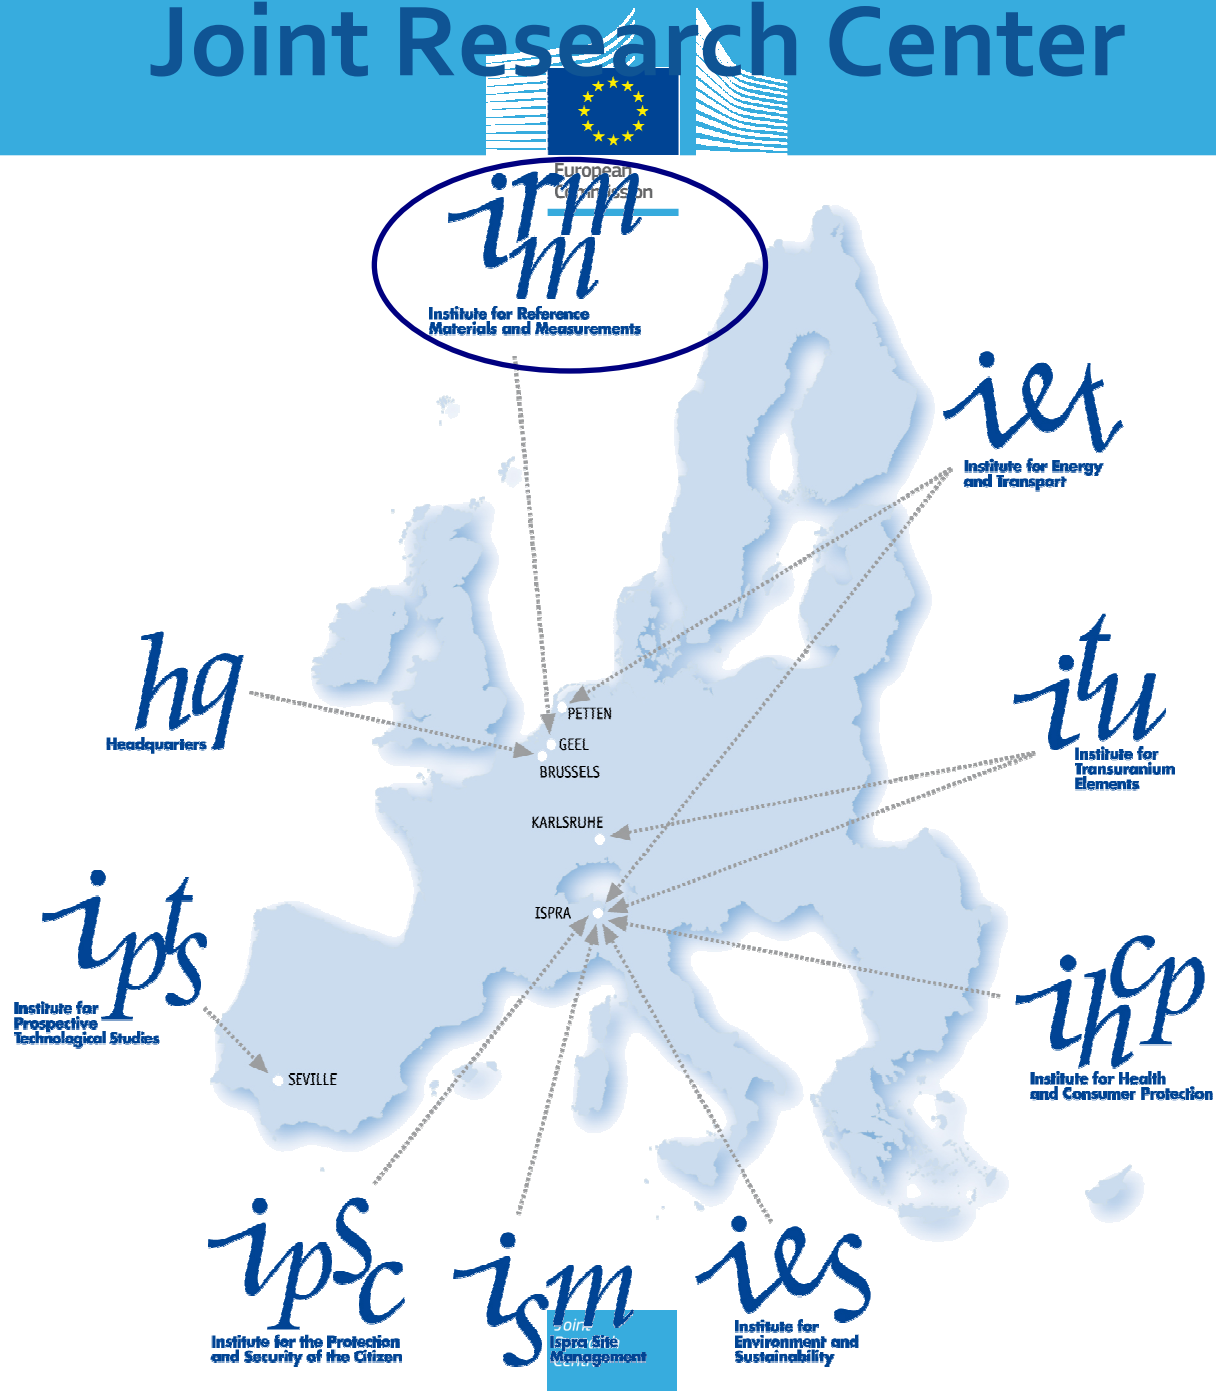 Joint Research Center
European
Commission
irmm
Institute for Reference
Materials and Measurements
iet
Institute for Energy
and Transport
hq
Headquarters
itu
Institute for
Transuranium
Elements
PETTEN
GEEL
BRUSSELS
KARLSRUHE
ISPRA
ipts
Institute for
Prospective
Technological Studies
SEVILLE
ihcp
Institute for Health
and Consumer Protection
ipsc
Institute for the Protection
and Security of the Citizen
ism
Joint
Ispra Site
Management
ies
Institute for
Environment and
Sustainability